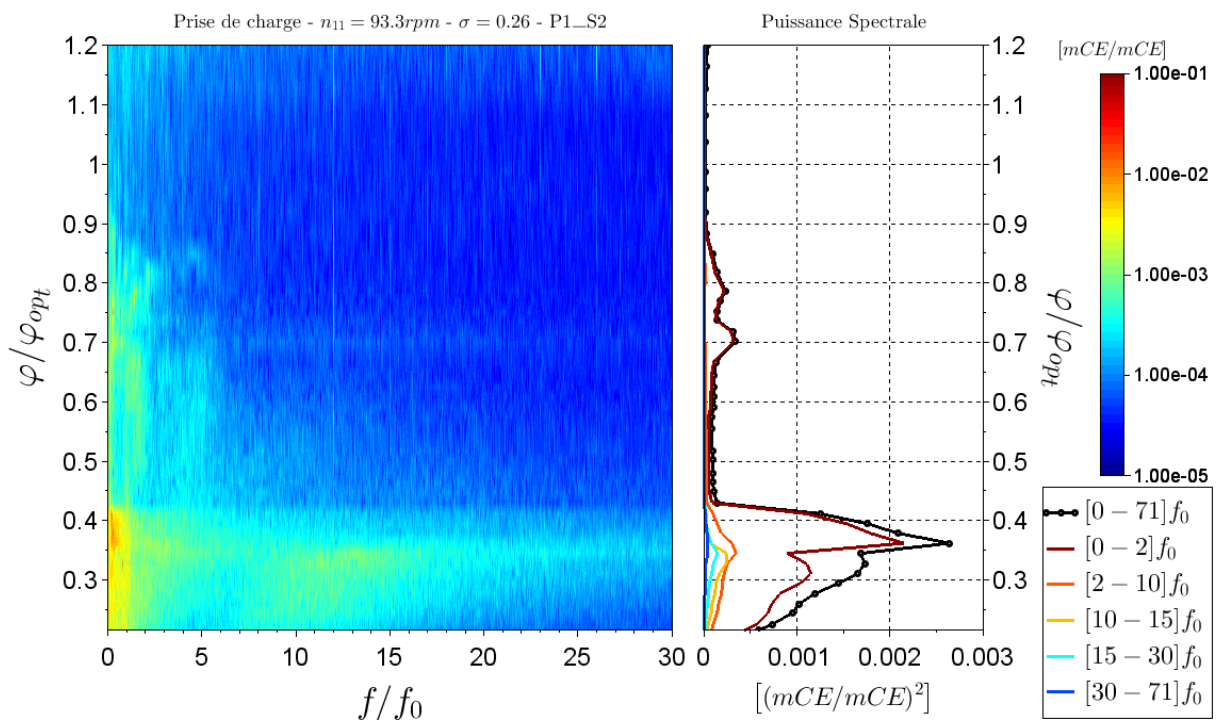 Prise de charge - n11 = 93.3rpm - σ = 0.26 - P1_S2
Puissance Spectrale
[mCE/mCE]
1.2
1.1
1
0.9
0.8
0.7
0.6
0.5
0.4
0.3
φ/φopt
0
5
10
15
20
25
30
f/f0
0
0.001
0.002
0.003
[(mCE/mCE)²]
1.2
1.1
1
0.9
0.8
0.7
0.6
0.5
0.4
0.3
φ/φopt
1.00e-01
1.00e-02
1.00e-03
1.00e-04
1.00e-05
[0 − 71]f0
[0 − 2]f0
[2 − 10]f0
[10 − 15]f0
[15 − 30]f0
[30 − 71]f0